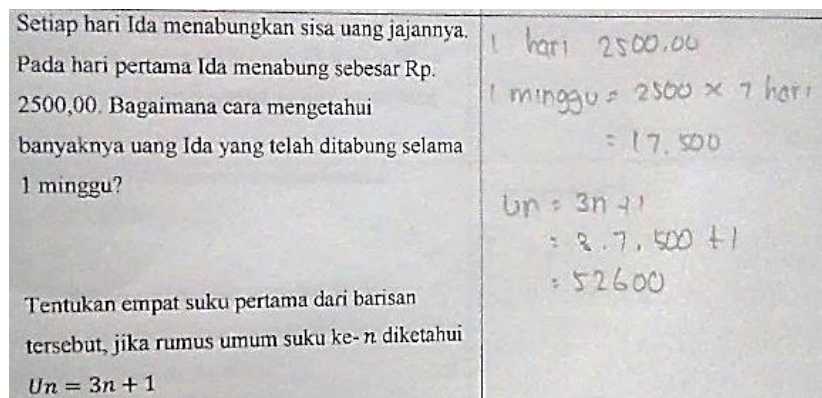 Setiap hari Ida menabungkan sisa uang jajannya.
Pada hari pertama Ida menabung sebesar Rp.
2500,00. Bagaimana cara mengetahui
banyaknya uang Ida yang telah ditabung selama
1 minggu?
Tentukan empat suku pertama dari barisan
tersebut, jika rumus umum suku ke- n diketahui
Un = 3n + 1
1 hari 2500.00
1 minggu = 2500 × 7 hari
= 17.500
Un = 3n + 1
= 3.7,500 + 1
= 52600